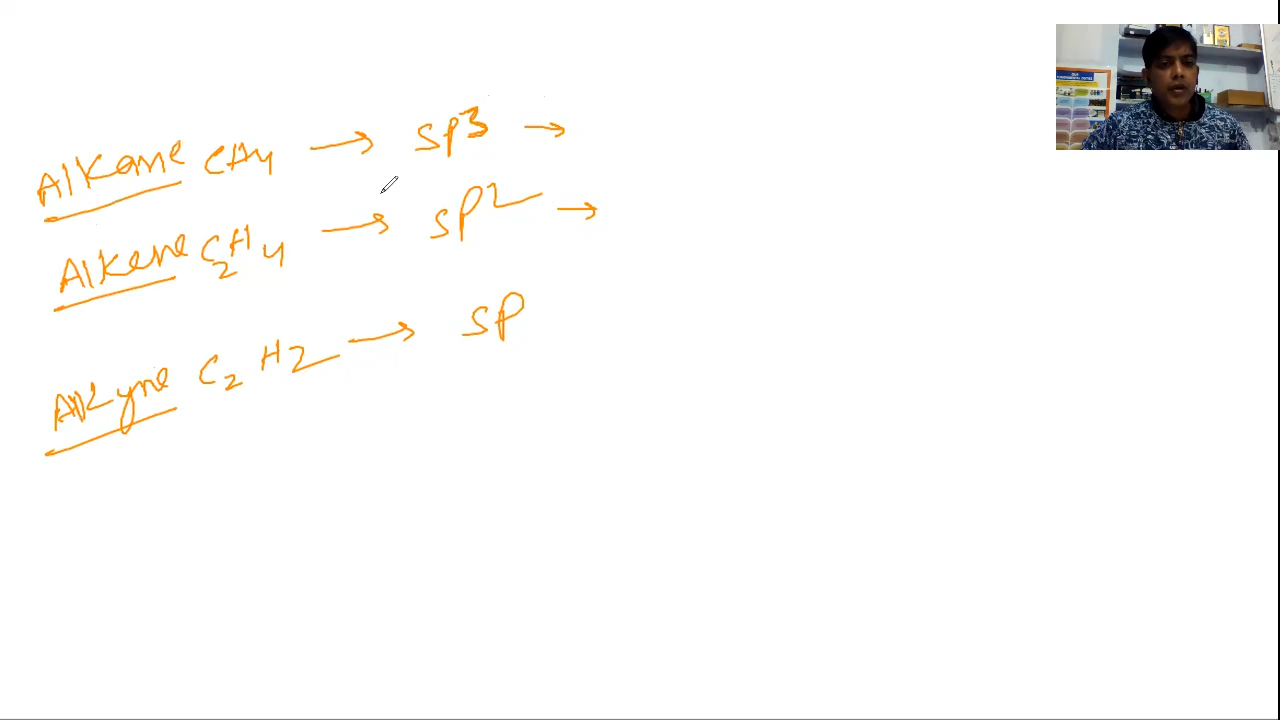 Alkane CH4 → SP3 →
Alkene C2H4 → SP2 →
Alkyne C2H2 → SP